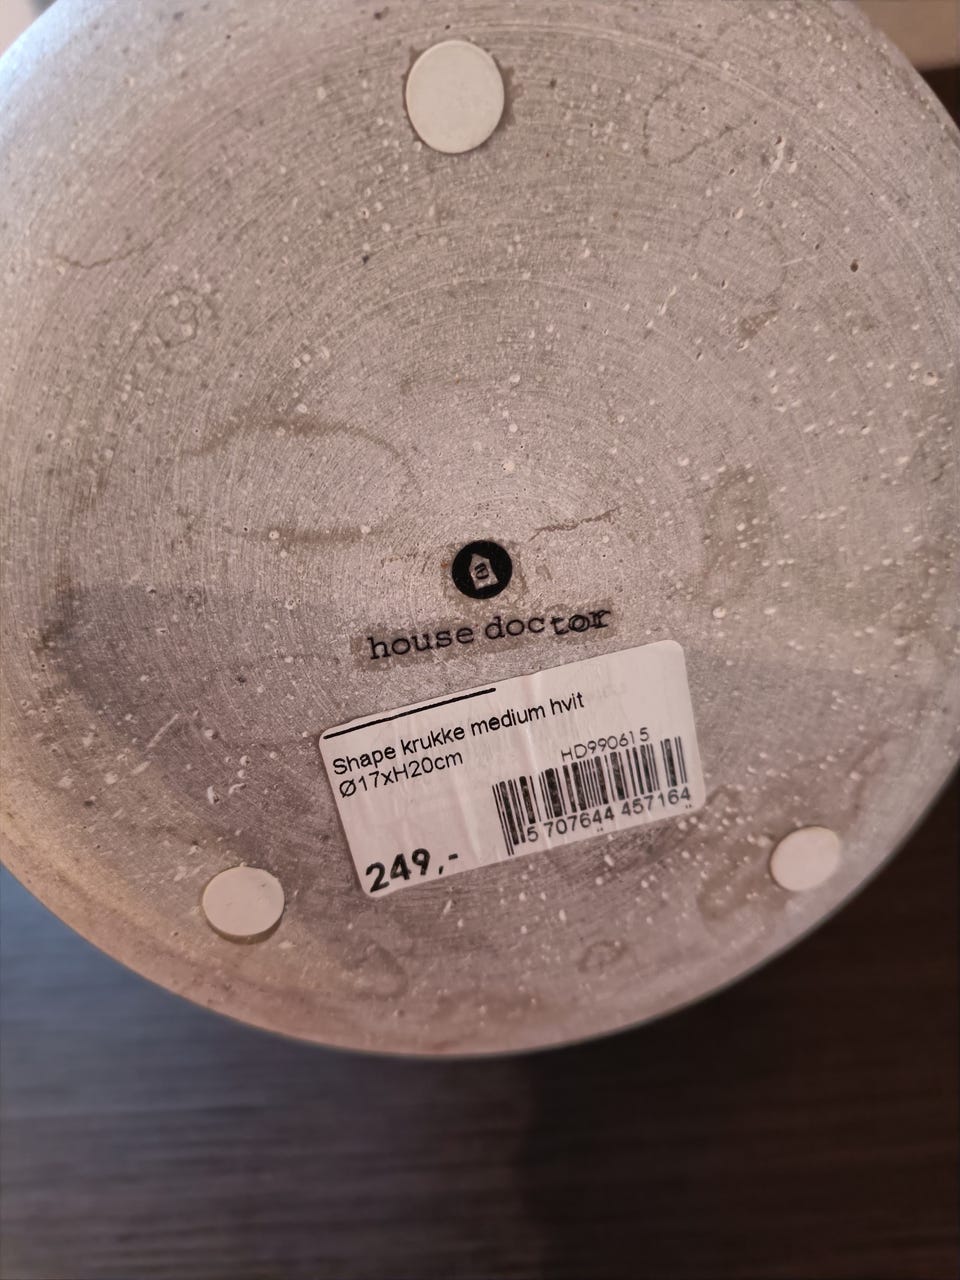 house doctor
Shape krukke medium hvit
Ø17xH20cm
HD990615
5 707644 457164
249,-